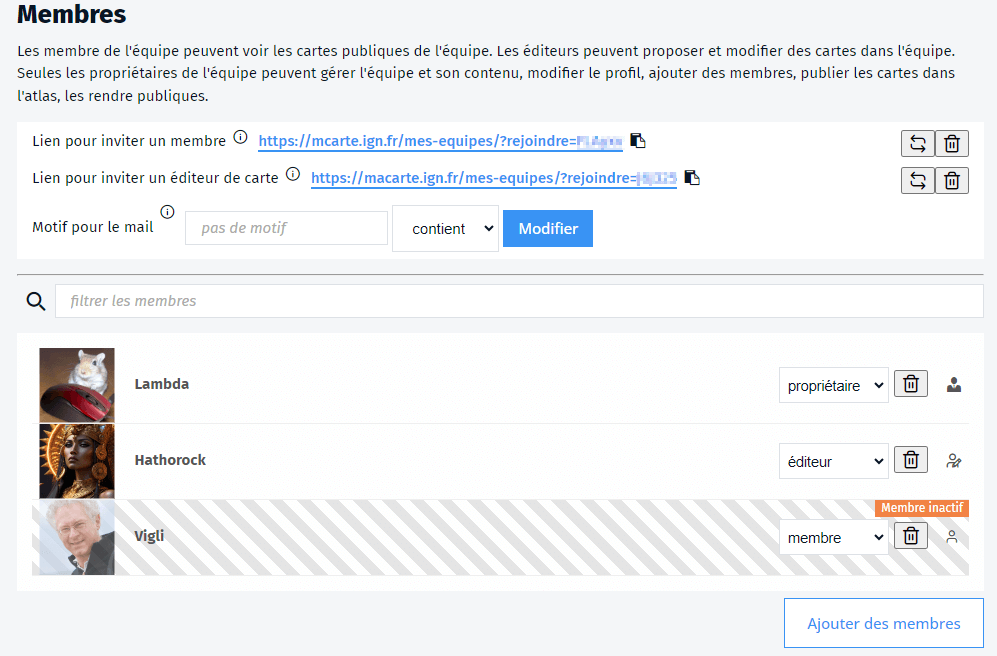 Membres
Les membre de l'équipe peuvent voir les cartes publiques de l'équipe. Les éditeurs peuvent proposer et modifier des cartes dans l'équipe.
Seules les propriétaires de l'équipe peuvent gérer l'équipe et son contenu, modifier le profil, ajouter des membres, publier les cartes dans
l'atlas, les rendre publiques.
Lien pour inviter un membre https://mcarte.ign.fr/mes-equipes/?rejoindre=
Lien pour inviter un éditeur de carte https://macarte.ign.fr/mes-equipes/?rejoindre=
Motif pour le mail pas de motif contient Modifier
filtrer les membres
Lambda propriétaire
Hathorock éditeur
Membre inactif
Vigli membre
Ajouter des membres